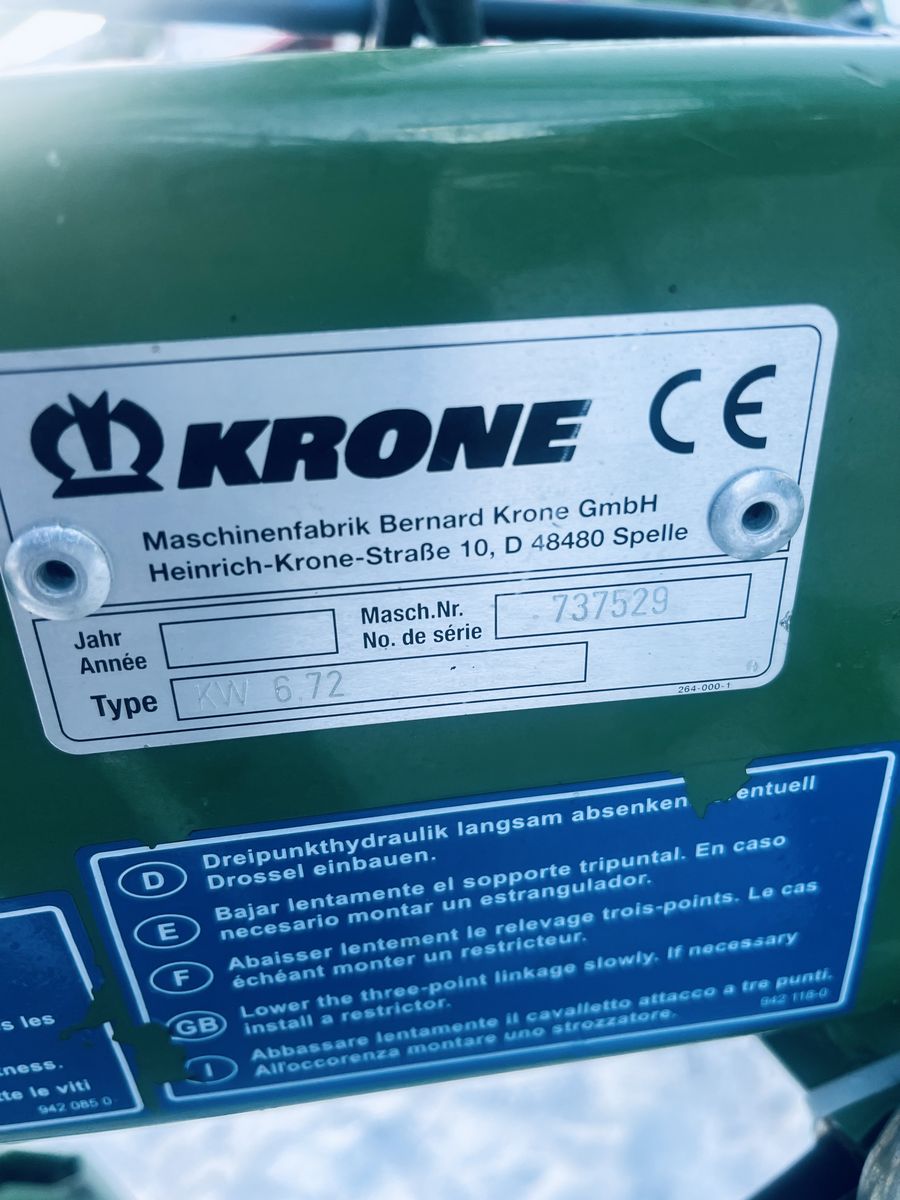 KRONE CE
Maschinenfabrik Bernard Krone GmbH
Heinrich-Krone-Straße 10, D 48480 Spelle
Jahr
Année
Masch.Nr.
No. de série
737529
Type
KW 6.72
264-000-1
D
Dreipunkthydraulik langsam absenken entuell
Drossel einbauen.
E
Bajar lentamente el sopporte tripuntal. En caso
necesario montar un estrangulador.
F
Abaisser lentement le relevage trois-points. Le cas
échéant monter un restricteur.
GB
Lower the three-point linkage slowly. If necessary
install a restrictor.
I
Abbassare lentamente il cavalletto attacco a tre punti.
All'occorenza montare uno strozzatore.
942 118-0
les
tte le viti
942 085 0